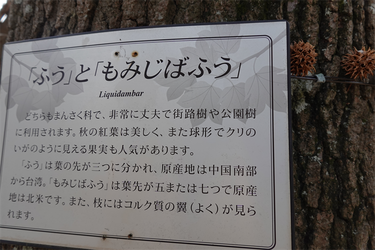 「ふう」と「もみじばふう」
Liquidambar
どちらもまんさく科で、非常に丈夫で街路樹や公園樹
に利用されます。秋の紅葉は美しく、また球形でクリの
いがのように見える果実も人気があります。
「ふう」は葉の先が三つに分かれ、原産地は中国南部
から台湾。「もみじばふう」は葉先が五または七つで原産
地は北米です。また、枝にはコルク質の翼(よく)が見ら
れます。